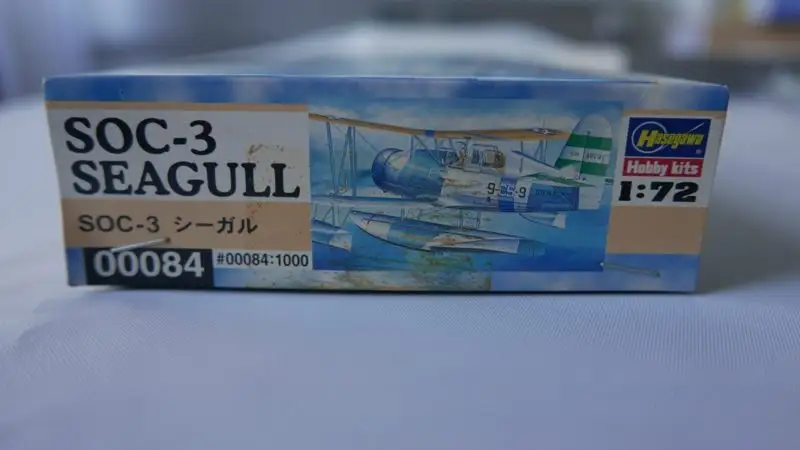 SOC-3
SEAGULL
SOC-3 シーガル
00084
#00084:1000
9-CS-9
Hasegawa
Hobby kits
1:72